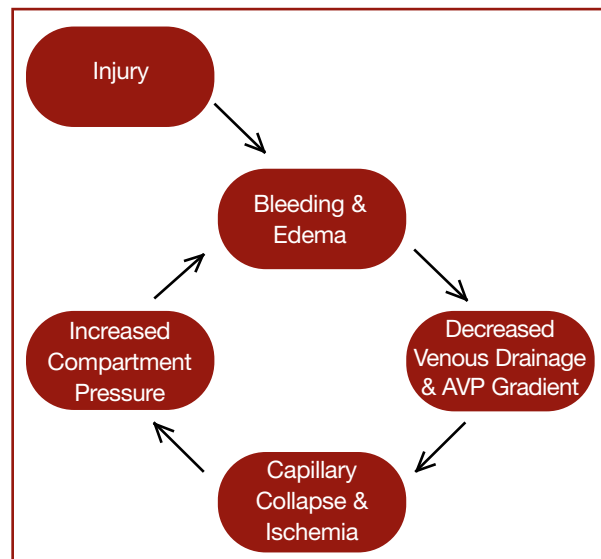 Injury
Bleeding &
Edema
Decreased
Venous Drainage
& AVP Gradient
Capillary
Collapse &
Ischemia
Increased
Compartment
Pressure